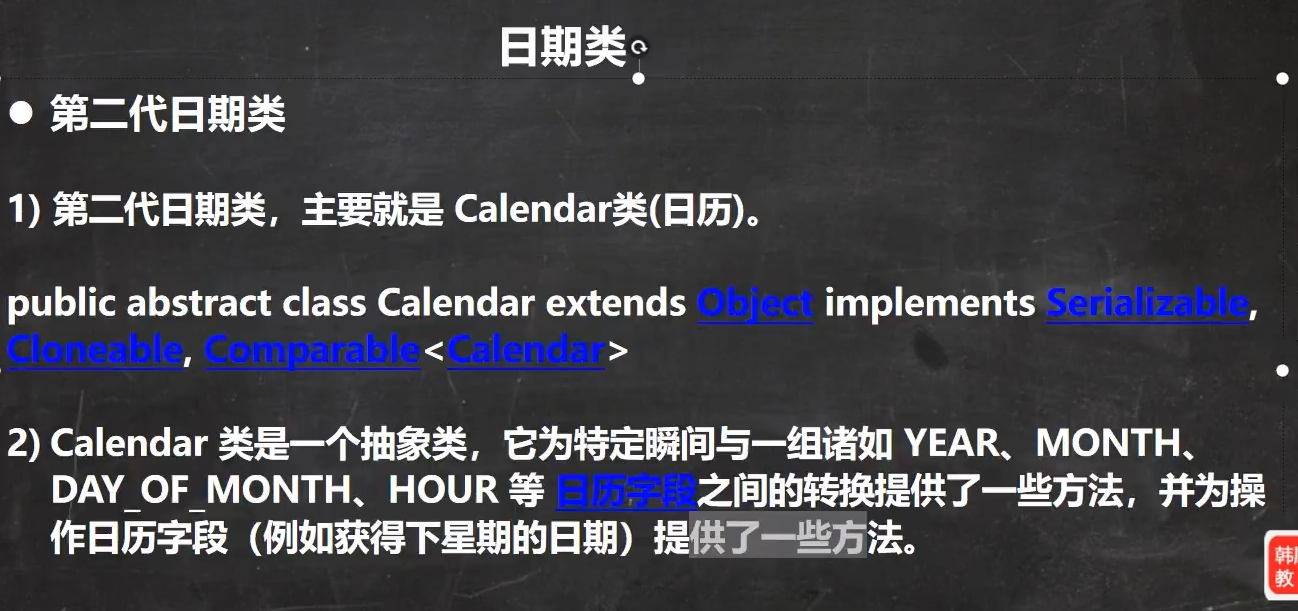 日期类
● 第二代日期类
1) 第二代日期类，主要就是 Calendar类(日历)。
public abstract class Calendar extends Object implements Serializable,
Cloneable, Comparable<Calendar>
2) Calendar 类是一个抽象类，它为特定瞬间与一组诸如 YEAR、MONTH、
DAY_OF_MONTH、HOUR 等 日历字段之间的转换提供了一些方法，并为操
作日历字段（例如获得下星期的日期）提供了一些方法。
教